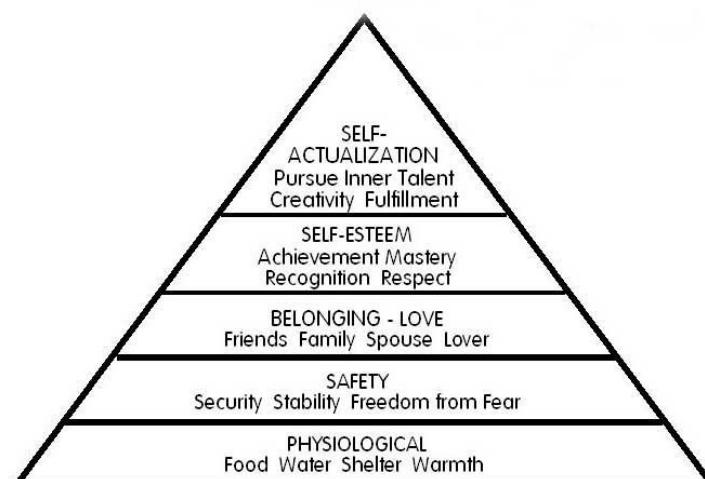 SELF-
ACTUALIZATION
Pursue Inner Talent
Creativity Fulfillment
SELF-ESTEEM
Achievement Mastery
Recognition Respect
BELONGING - LOVE
Friends Family Spouse Lover
SAFETY
Security Stability Freedom from Fear
PHYSIOLOGICAL
Food Water Shelter Warmth